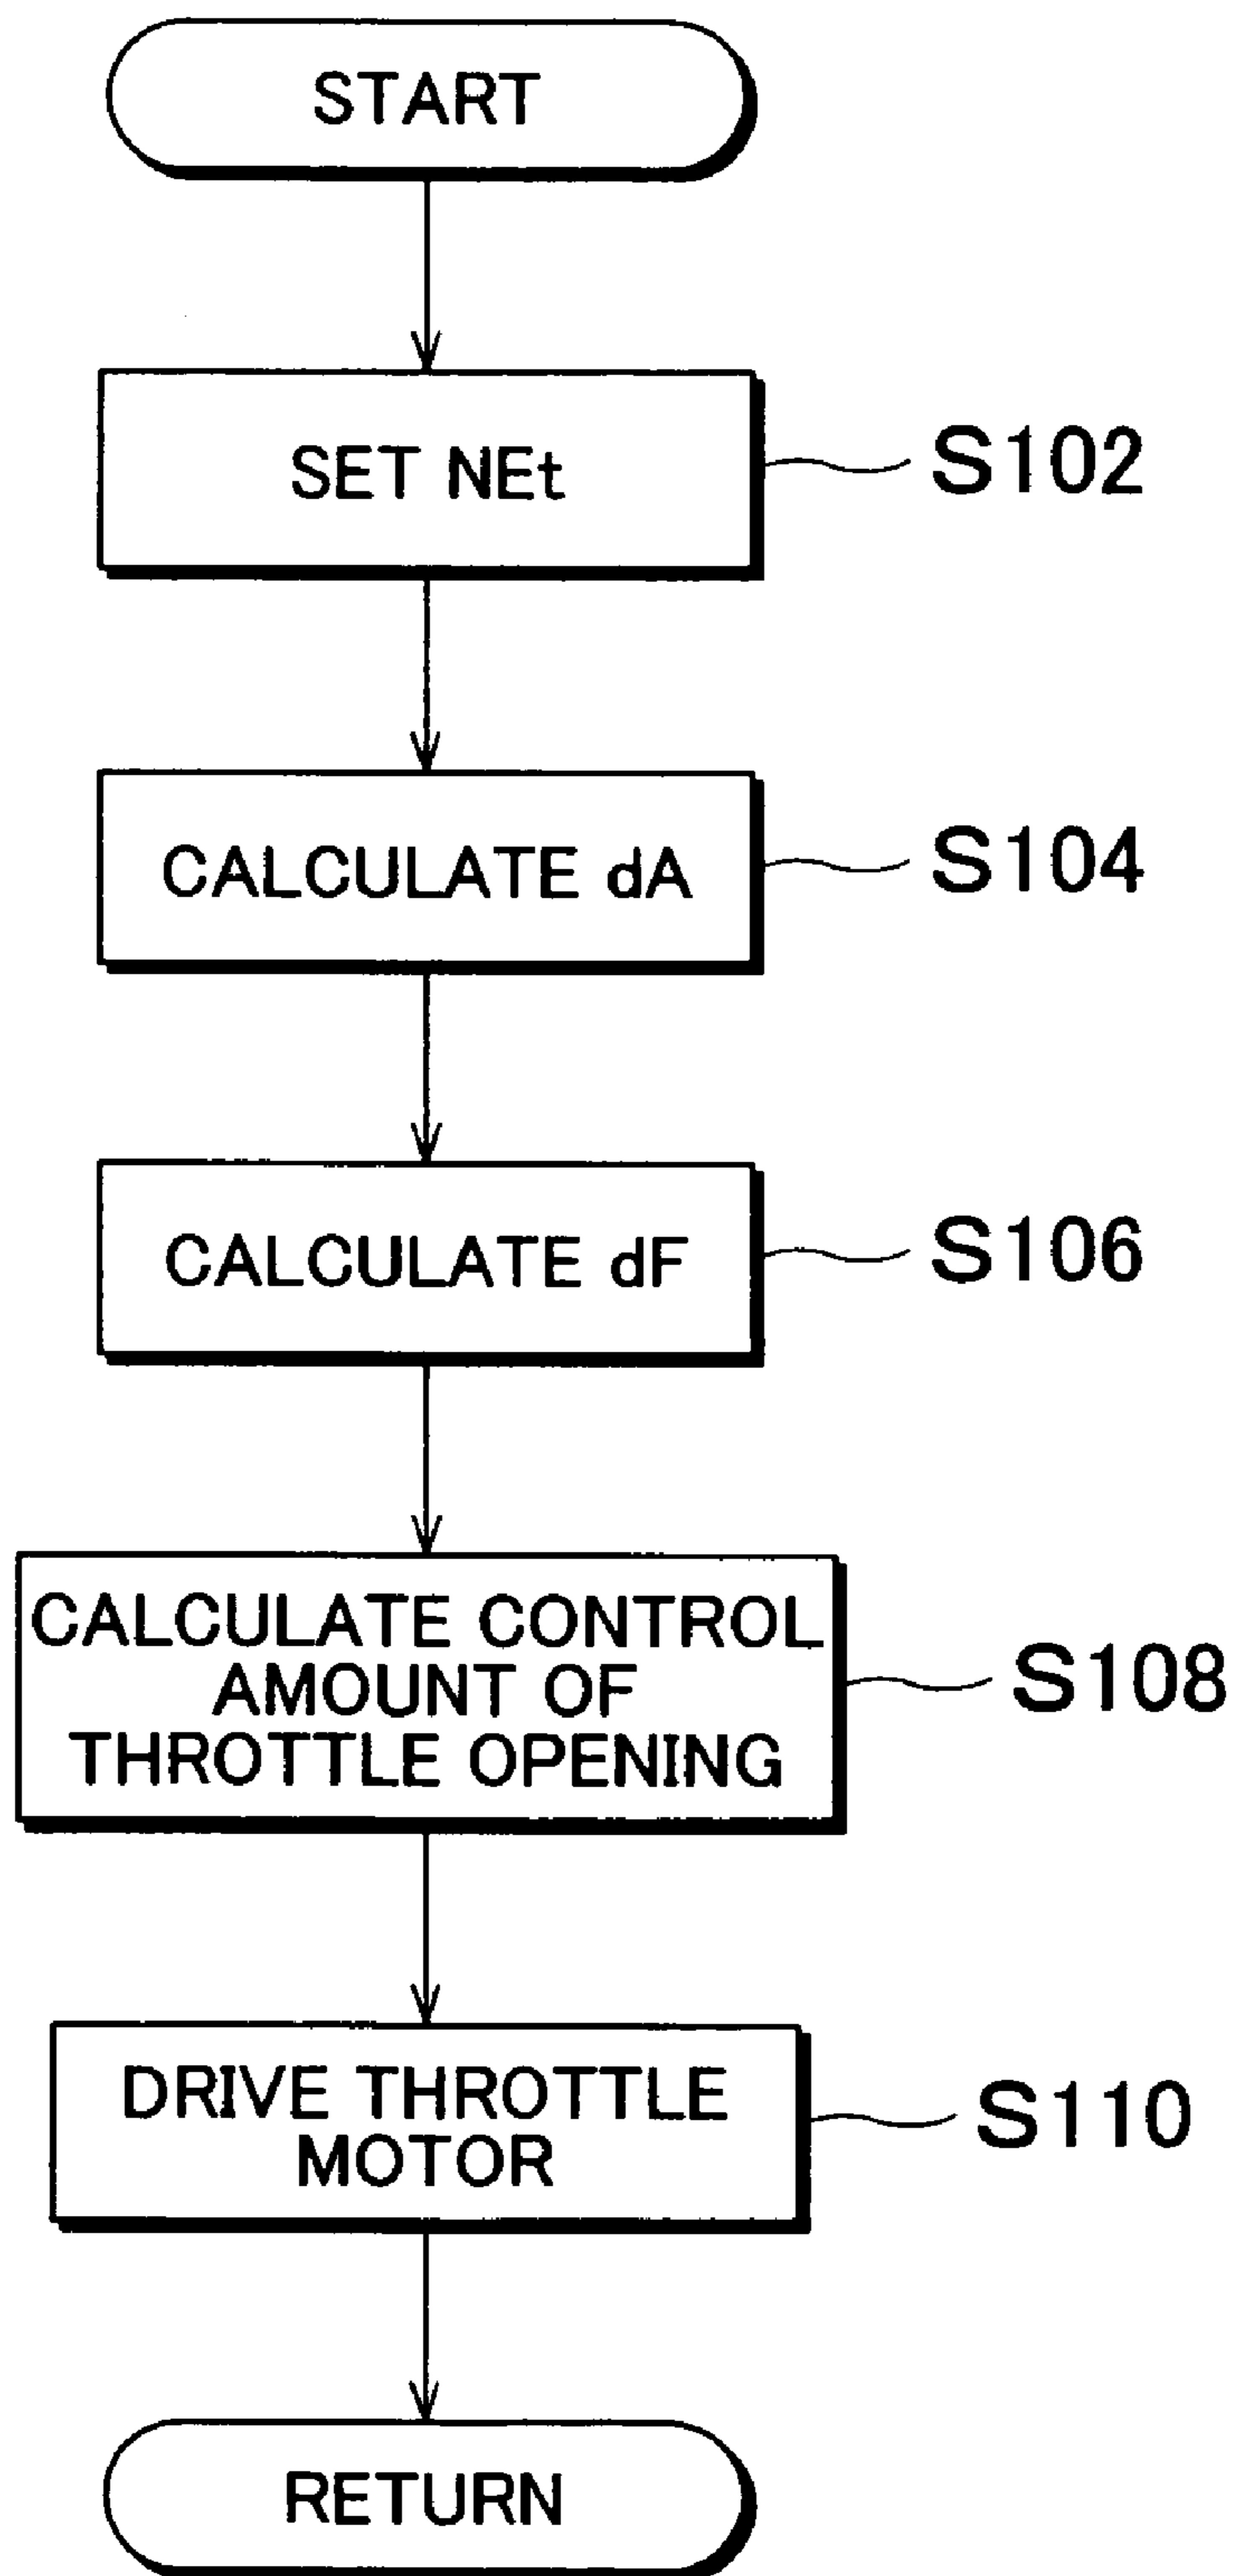 START
SET NEt
S102
CALCULATE dA
S104
CALCULATE dF
S106
CALCULATE CONTROL
AMOUNT OF
THROTTLE OPENING
S108
DRIVE THROTTLE
MOTOR
S110
RETURN